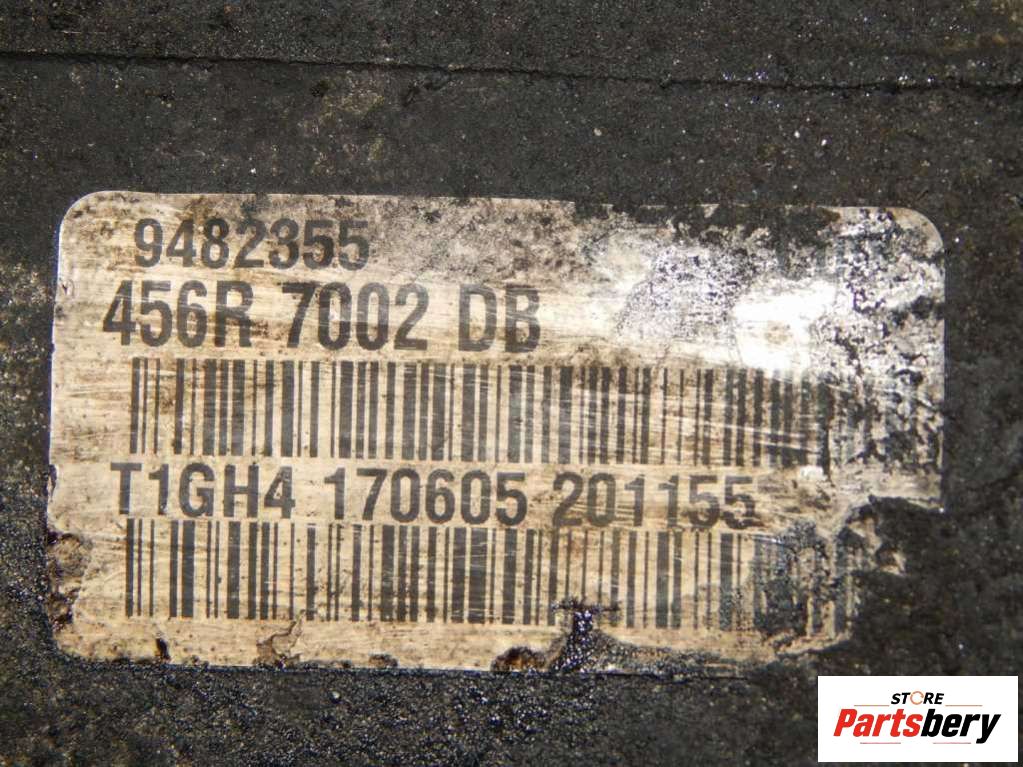 9482355
456R 7002 DB
T1GH4 170605 201155
STORE
Partsbery